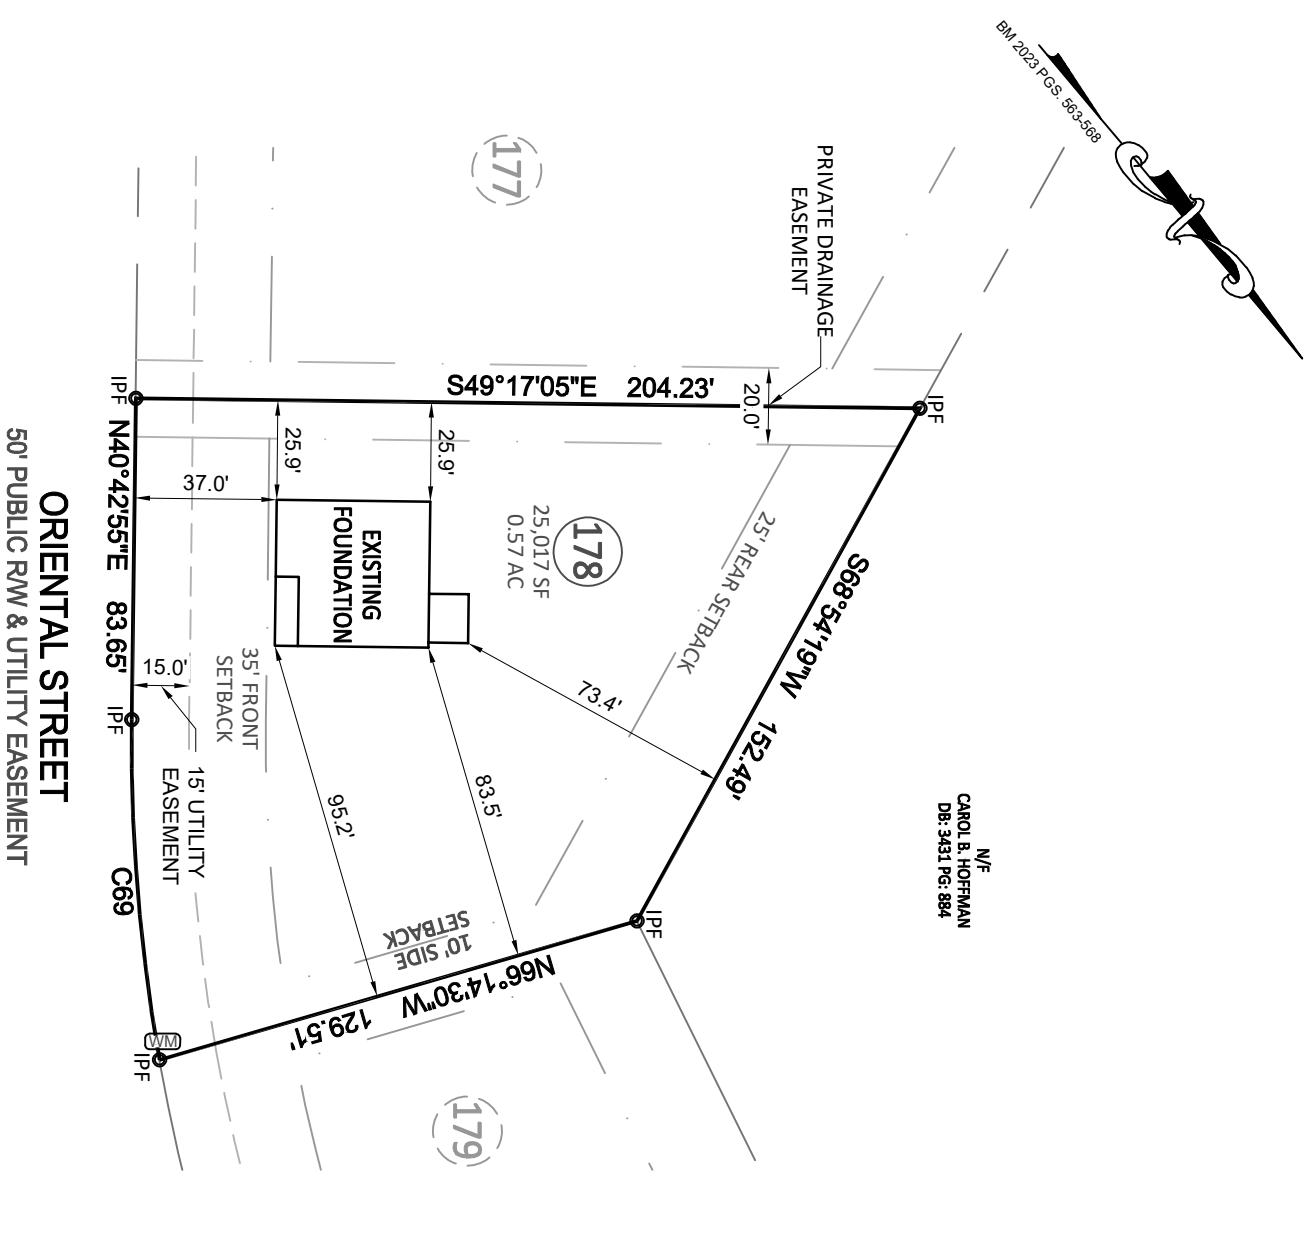 BM 2023 PGS. 563-568
177
PRIVATE DRAINAGE
EASEMENT
IPF
S49°17'05"E 204.23'
20.0'
IPF
N40°42'55"E 83.65'
25.9'
25.9'
37.0'
EXISTING
FOUNDATION
178
25,017 SF
0.57 AC
25' REAR SETBACK
S68°54'19"W 152.49'
ORIENTAL STREET
50' PUBLIC R/W & UTILITY EASEMENT
15.0'
IPF
35' FRONT
SETBACK
73.4'
15' UTILITY
EASEMENT
95.2'
83.5'
N/F
CAROL B. HOFFMAN
DB: 3431 PG: 884
C69
10' SIDE
SETBACK
IPF
N66°14'30"W 129.51'
WM
IPF
179